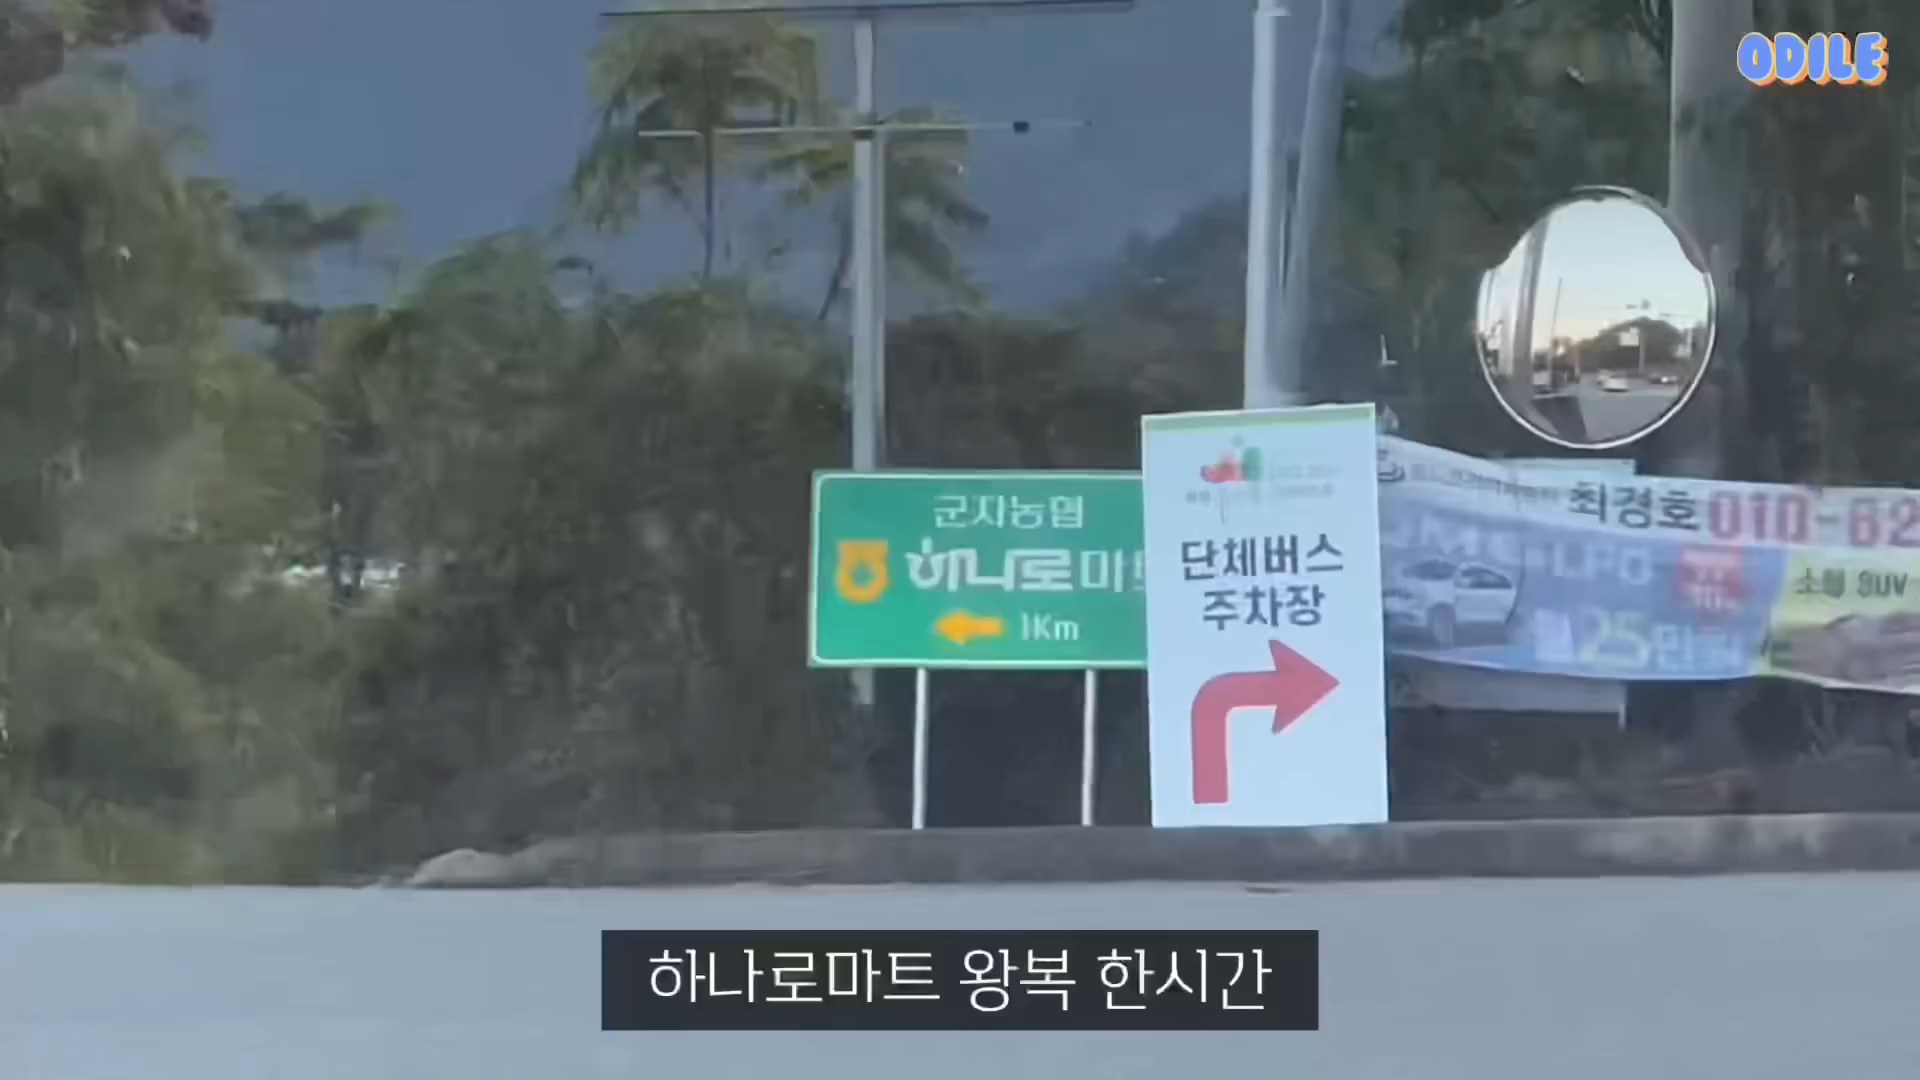 ODILE
군자농협
하나로마트
1Km
단체버스
주차장
최경호 010-62
소형 SUV
25만
하나로마트 왕복 한시간